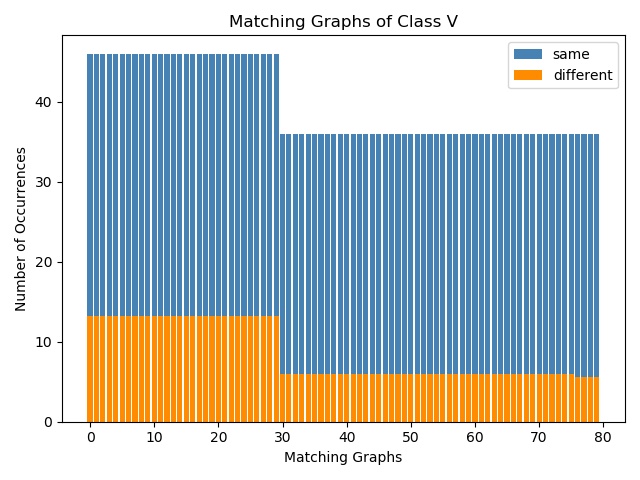 Matching Graphs of Class V
same
different
Number of Occurrences
40
30
20
10
0
0 10 20 30 40 50 60 70 80
Matching Graphs